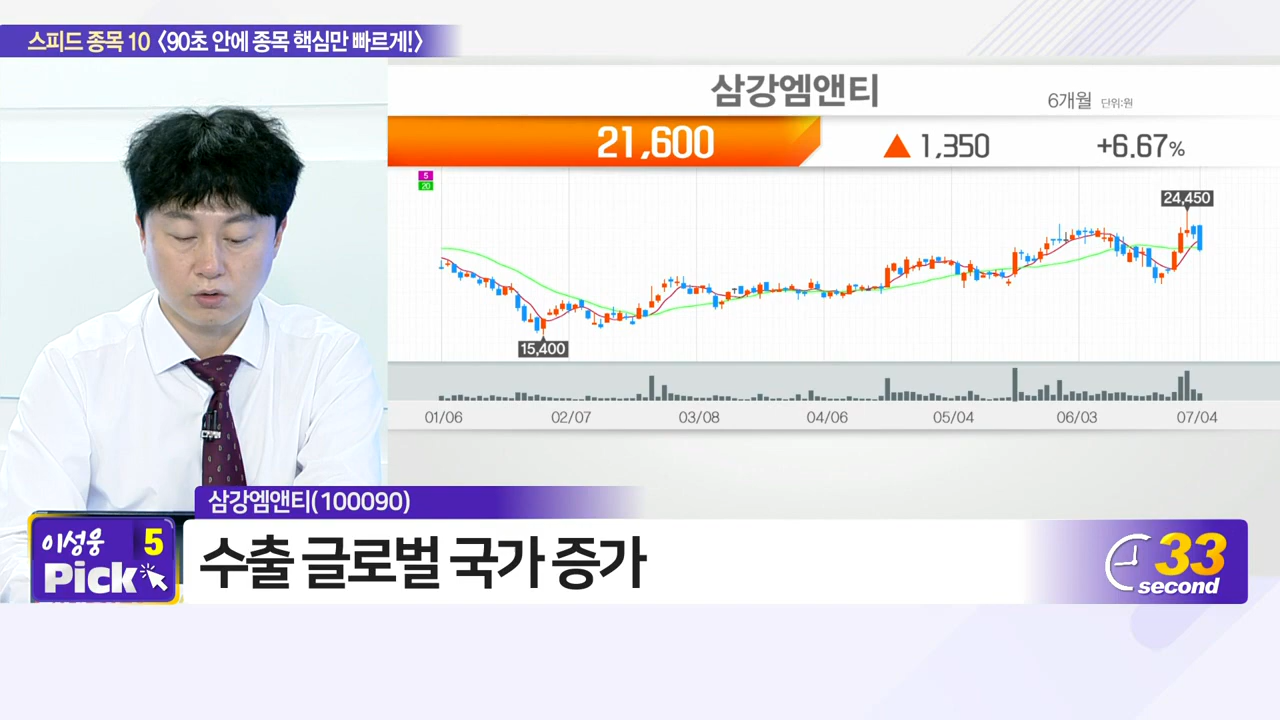 스피드 종목 10 〈90초 안에 종목 핵심만 빠르게!〉
삼강엠앤티
6개월 단위:원
21,600 ▲ 1,350 +6.67%
5
20
24,450
15,400
01/06 02/07 03/08 04/06 05/04 06/03 07/04
삼강엠앤티(100090)
이성웅 5
Pick
수출 글로벌 국가 증가
33
second